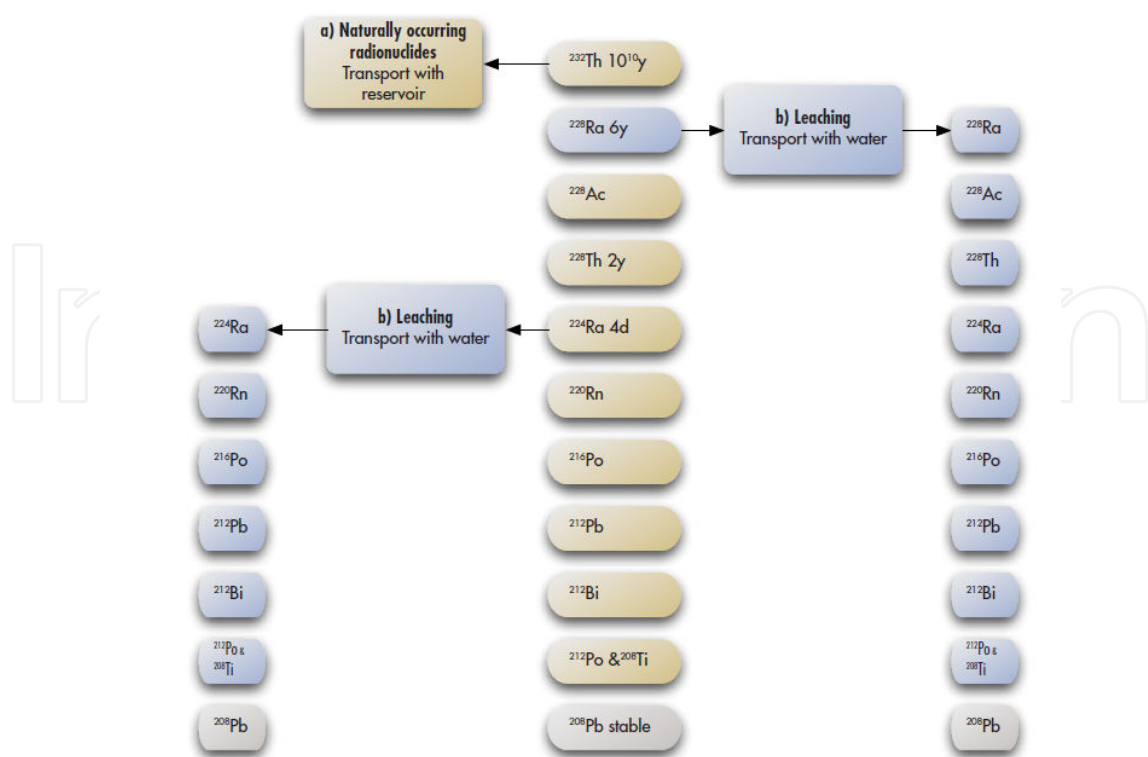 a) Naturally occurring
radionuclides
Transport with
reservoir
²³²Th 10¹⁰y
²²⁸Ra 6y
b) Leaching
Transport with water
²²⁸Ra
²²⁸Ac
²²⁸Ac
²²⁸Th 2y
²²⁸Th
²²⁴Ra
b) Leaching
Transport with water
²²⁴Ra 4d
²²⁴Ra
²²⁰Rn
²²⁰Rn
²²⁰Rn
²¹⁶Po
²¹⁶Po
²¹⁶Po
²¹²Pb
²¹²Pb
²¹²Pb
²¹²Bi
²¹²Bi
²¹²Bi
²¹²Po &
²⁰⁸Ti
²¹²Po &²⁰⁸Ti
²¹²Po &
²⁰⁸Ti
²⁰⁸Pb
²⁰⁸Pb stable
²⁰⁸Pb